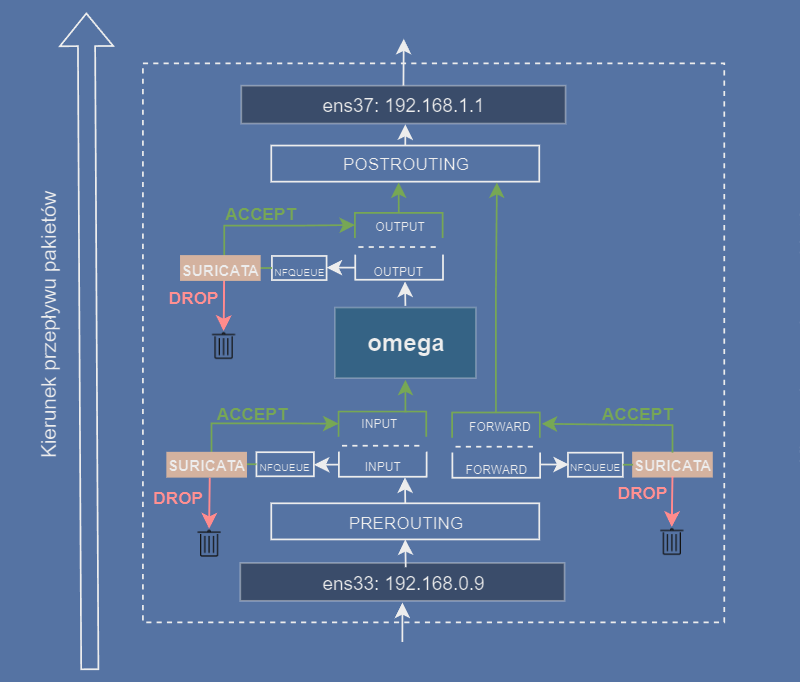 Kierunek przepływu pakietów
ens37: 192.168.1.1
POSTROUTING
ACCEPT
OUTPUT
SURICATA
NFQUEUE
OUTPUT
DROP
omega
ACCEPT
INPUT
FORWARD
ACCEPT
SURICATA
NFQUEUE
INPUT
FORWARD
NFQUEUE
SURICATA
DROP
DROP
PREROUTING
ens33: 192.168.0.9